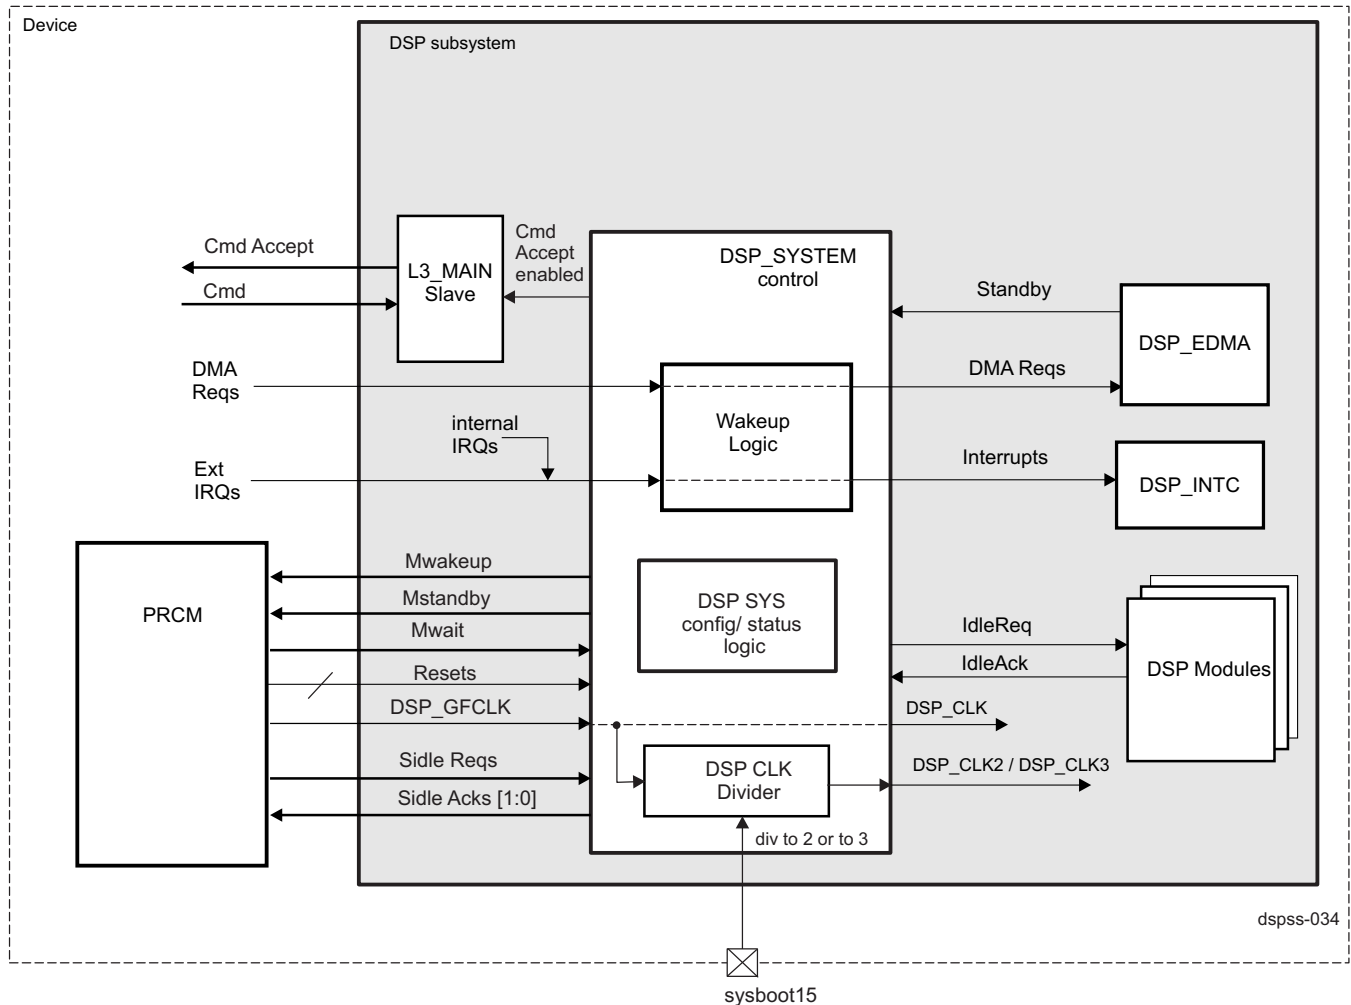 Device
DSP subsystem
Cmd Accept
Cmd
L3_MAIN
Slave
Cmd
Accept
enabled
DSP_SYSTEM
control
Standby
DSP_EDMA
DMA
Reqs
DMA Reqs
internal
IRQs
Wakeup
Logic
Ext
IRQs
Interrupts
DSP_INTC
PRCM
Mwakeup
Mstandby
Mwait
Resets
DSP_GFCLK
Sidle Reqs
Sidle Acks [1:0]
DSP SYS
config/ status
logic
IdleReq
IdleAck
DSP Modules
DSP_CLK
DSP CLK
Divider
DSP_CLK2 / DSP_CLK3
div to 2 or to 3
dspss-034
sysboot15